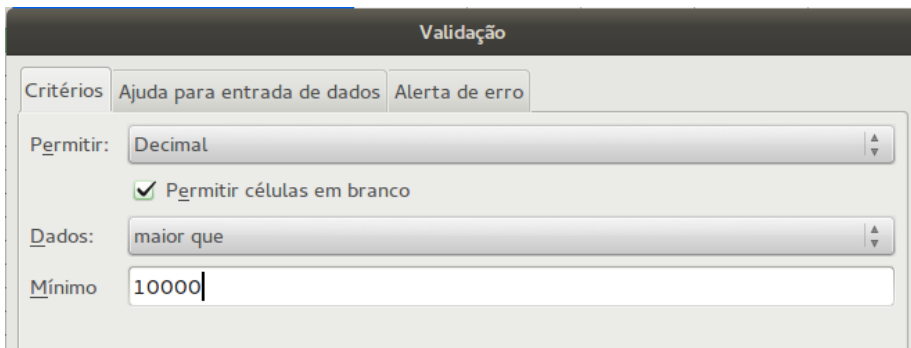 Validação
Critérios Ajuda para entrada de dados Alerta de erro
Permitir: Decimal
Permitir células em branco
Dados: maior que
Mínimo 10000